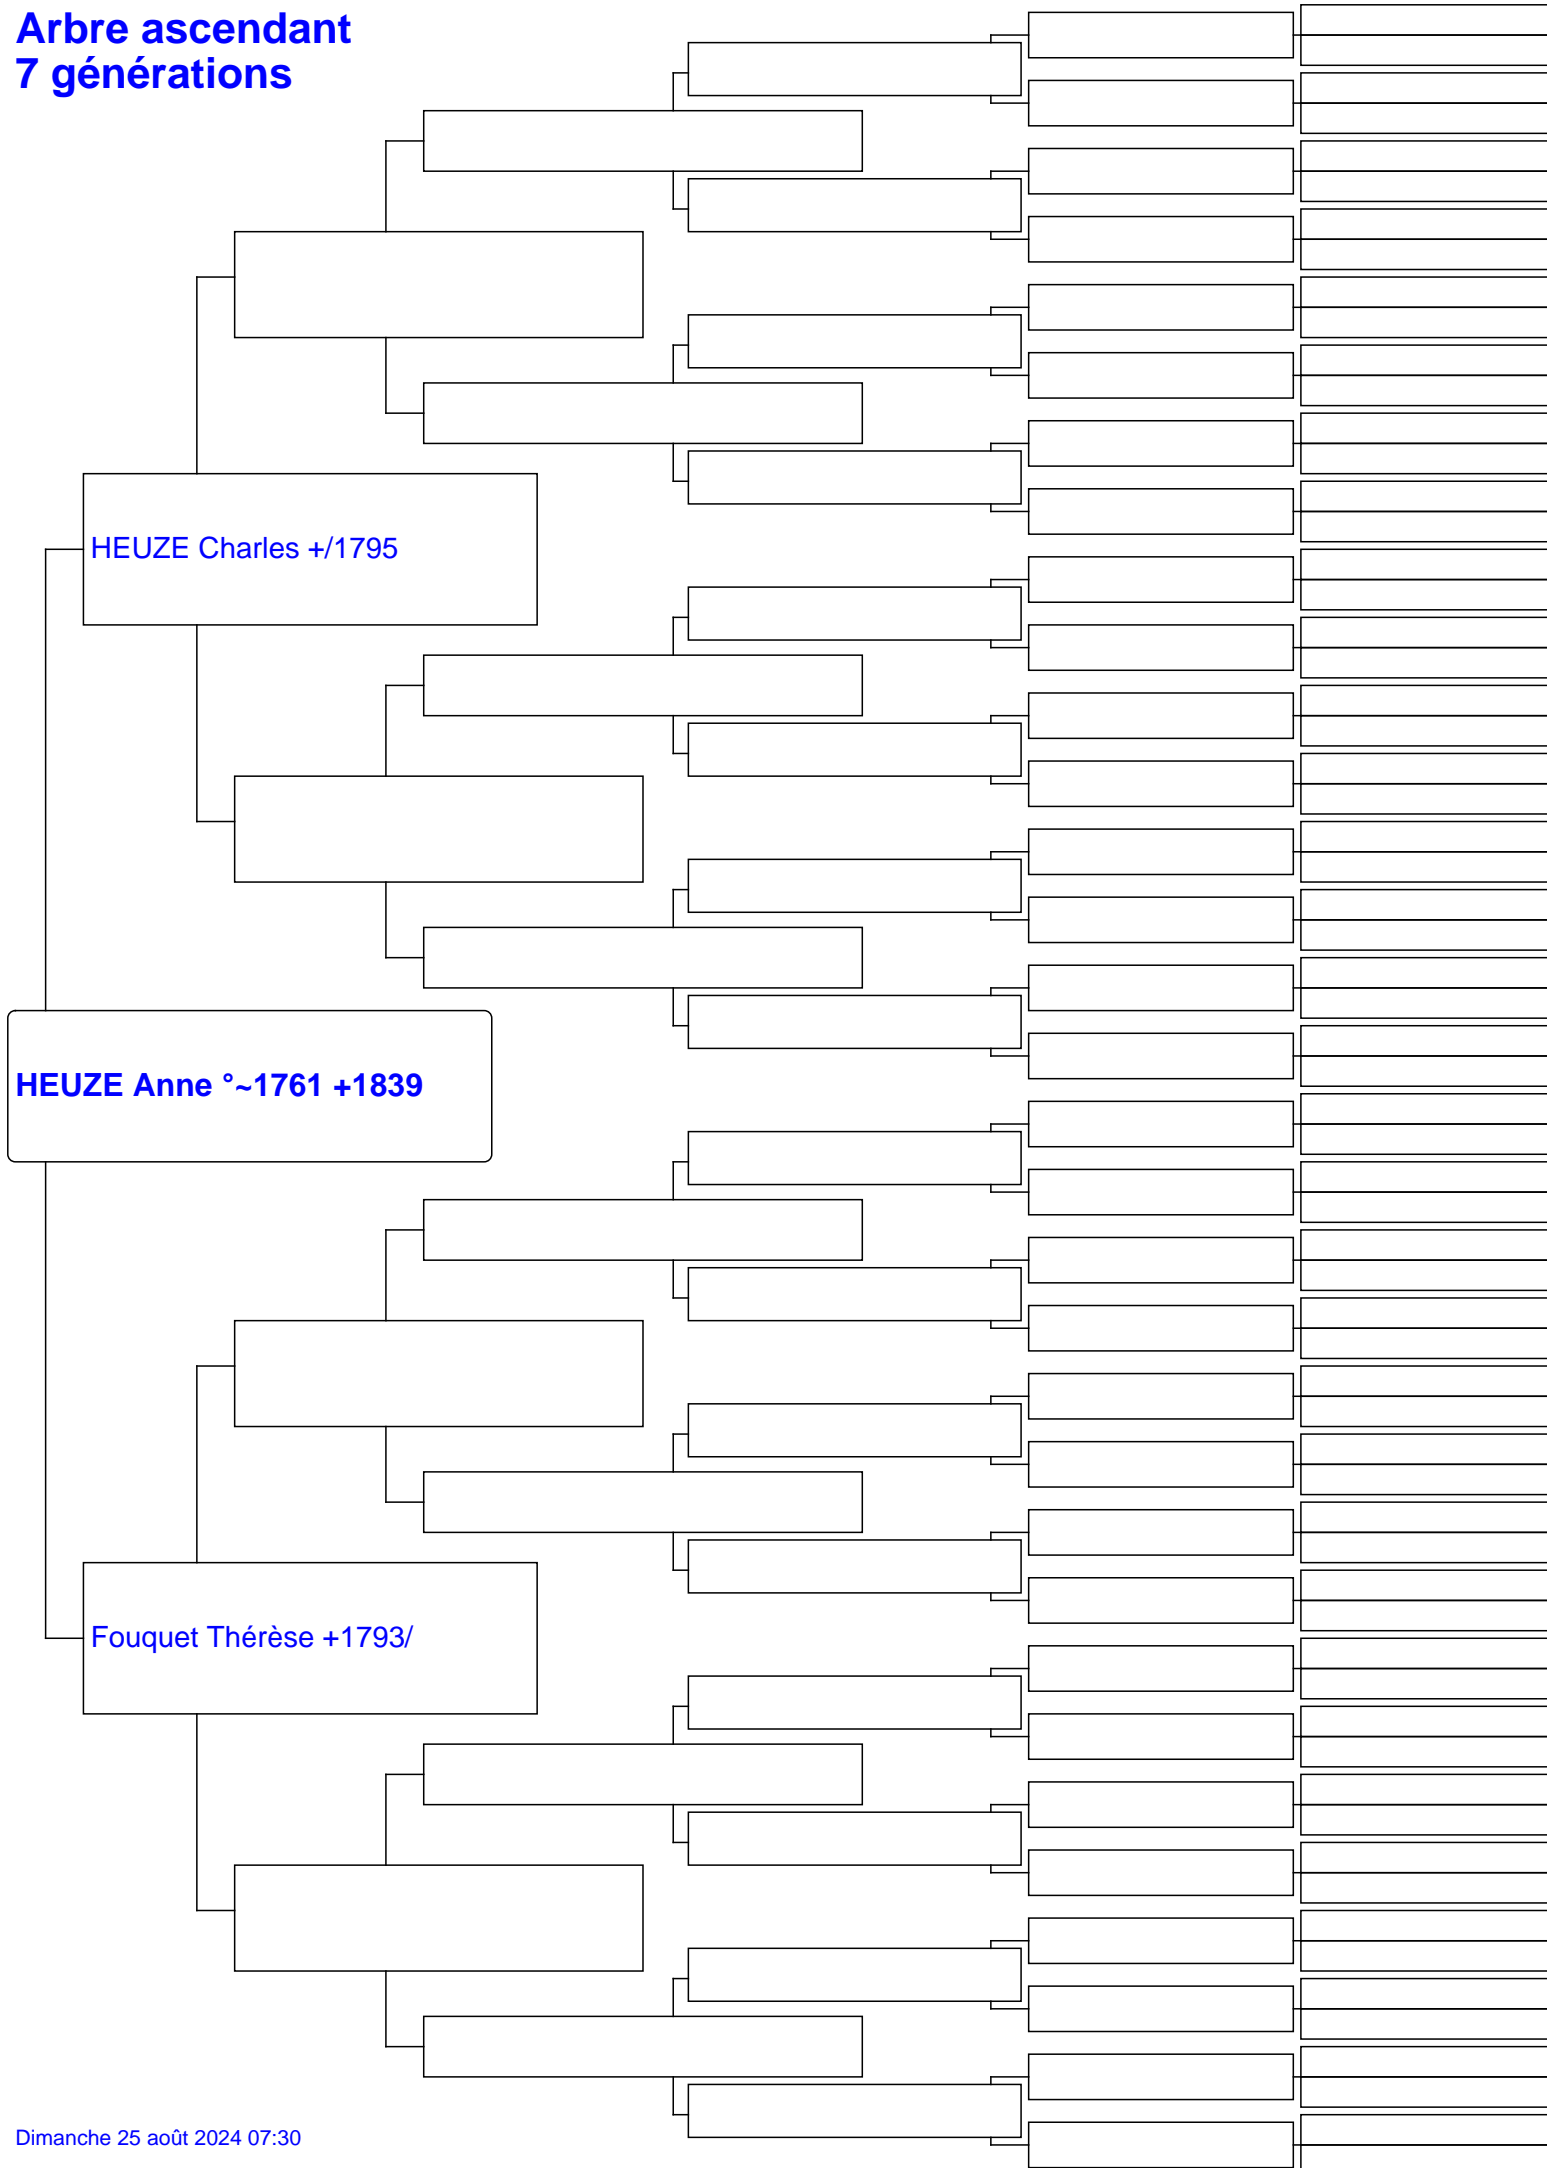 Arbre ascendant
7 générations
HEUZE Charles +/1795
HEUZE Anne °~1761 +1839
Fouquet Thérèse +1793/
Dimanche 25 août 2024 07:30